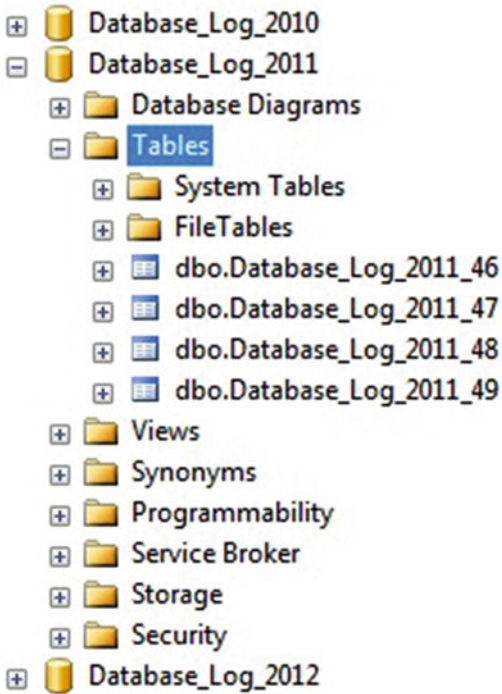 Database_Log_2010
Database_Log_2011
Database Diagrams
Tables
System Tables
FileTables
dbo.Database_Log_2011_46
dbo.Database_Log_2011_47
dbo.Database_Log_2011_48
dbo.Database_Log_2011_49
Views
Synonyms
Programmability
Service Broker
Storage
Security
Database_Log_2012